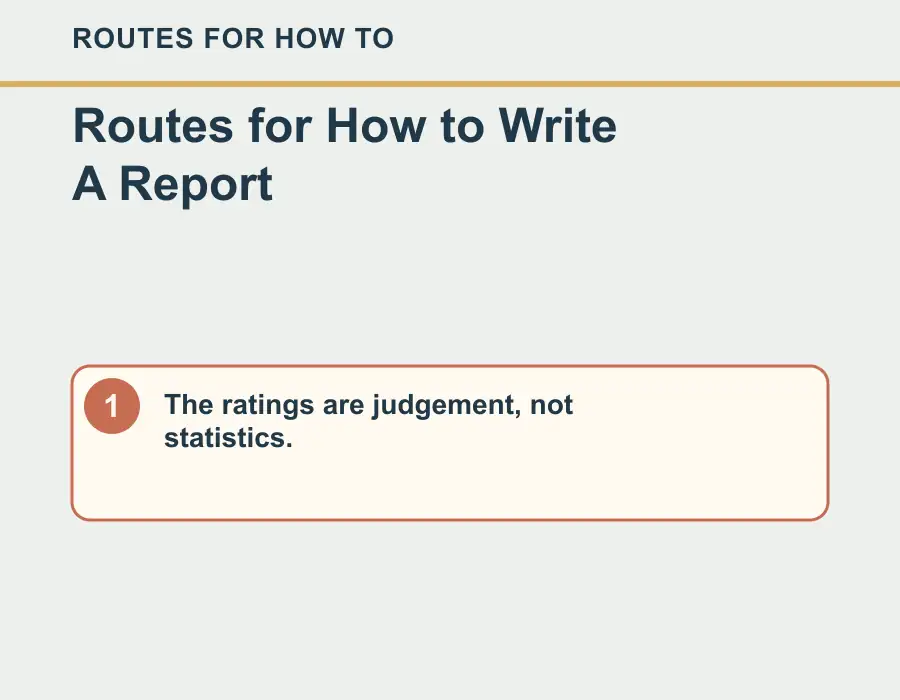 ROUTES FOR HOW TO
Routes for How to Write
A Report
1
The ratings are judgement, not
statistics.